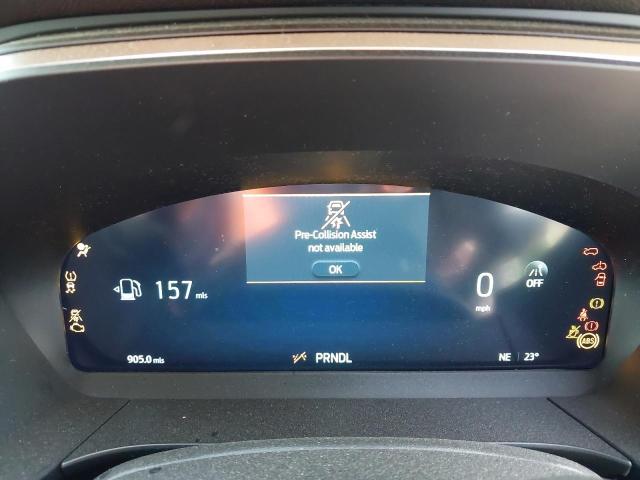 Pre-Collision Assist
not available
OK
157 mls
0
mph
OFF
ABS
905.0 mls
PRNDL
NE 23°